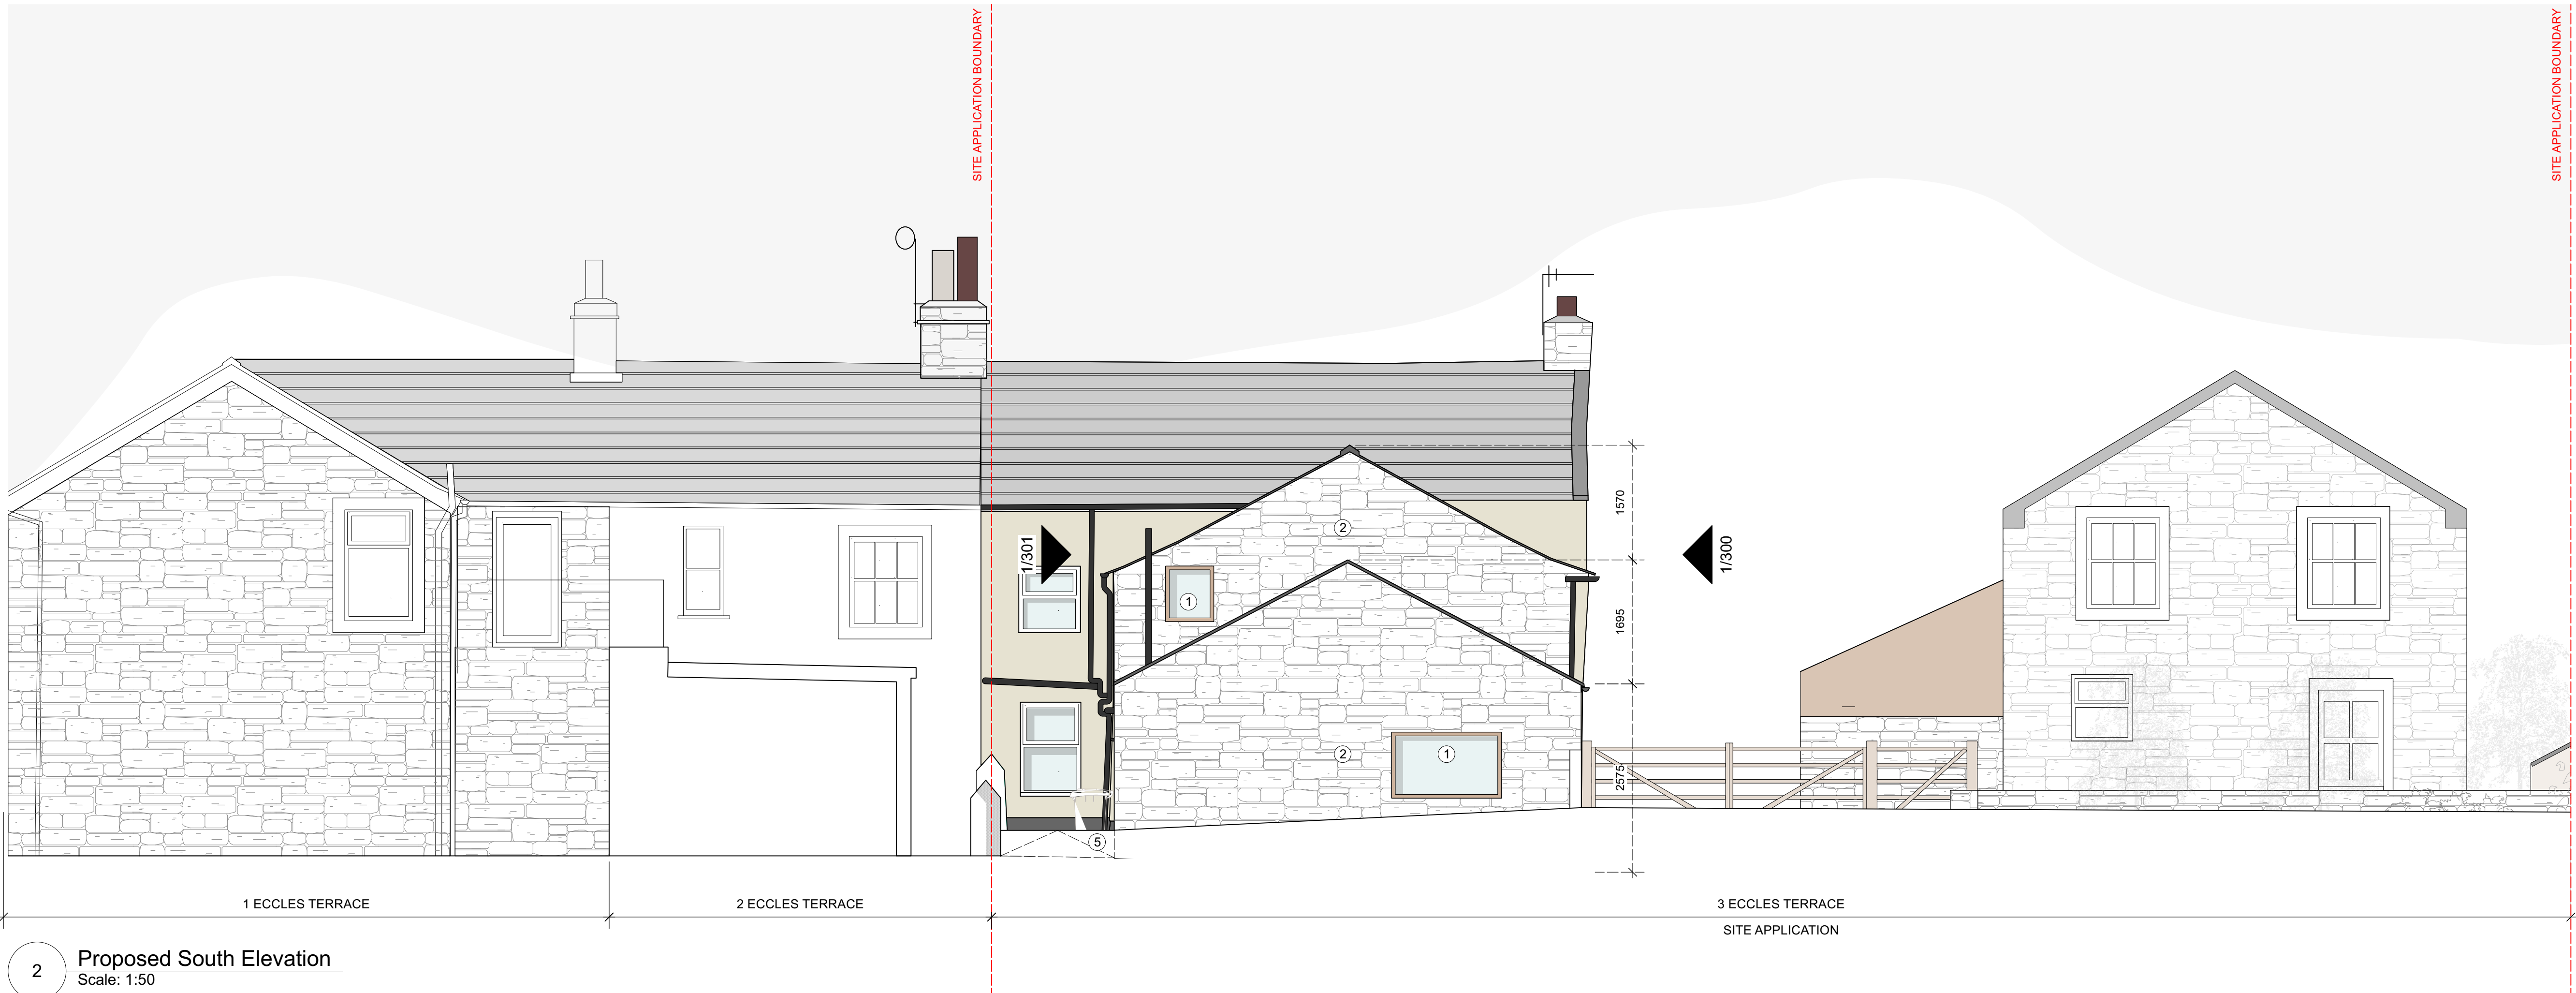 SITE APPLICATION BOUNDARY
SITE APPLICATION BOUNDARY
1570
2
1/301
1/300
1
1695
2
1
2575
5
1 ECCLES TERRACE
2 ECCLES TERRACE
3 ECCLES TERRACE
SITE APPLICATION
2
Proposed South Elevation
Scale: 1:50